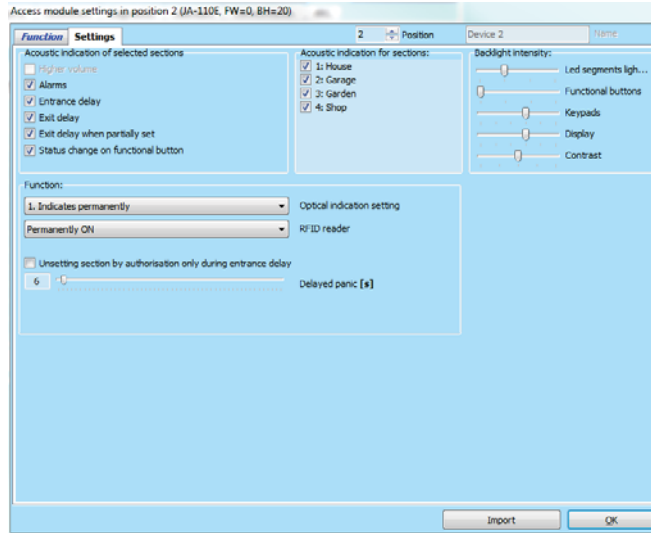 Access module settings in position 2 (JA-110E, FW=0, BH=20)
Function Settings 2 Position Device 2 Name
Acoustic indication of selected sections
Higher volume
Alarms
Entrance delay
Exit delay
Exit delay when partially set
Status change on functional button
Acoustic indication for sections:
1: House
2: Garage
3: Garden
4: Shop
Backlight intensity:
Led segments ligh...
Functional buttons
Keypads
Display
Contrast
Function:
1. Indicates permanently Optical indication setting
Permanently ON RFID reader
Unsetting section by authorisation only during entrance delay
6 Delayed panic [s]
Import OK